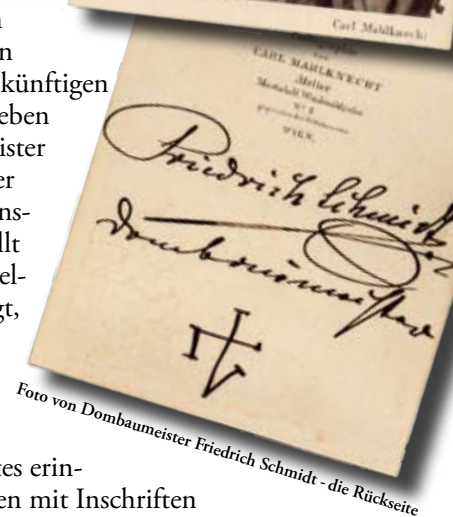 Carl Mahlknecht
künftigen
eben
ister
er
ns-
llt
el-
gt,
CARL MAHLKNECHT
Atelier
WIEN.
Friedrich Schmidt
Dombaumeister
Foto von Dombaumeister Friedrich Schmidt - die Rückseite
tes erin-
en mit Inschriften